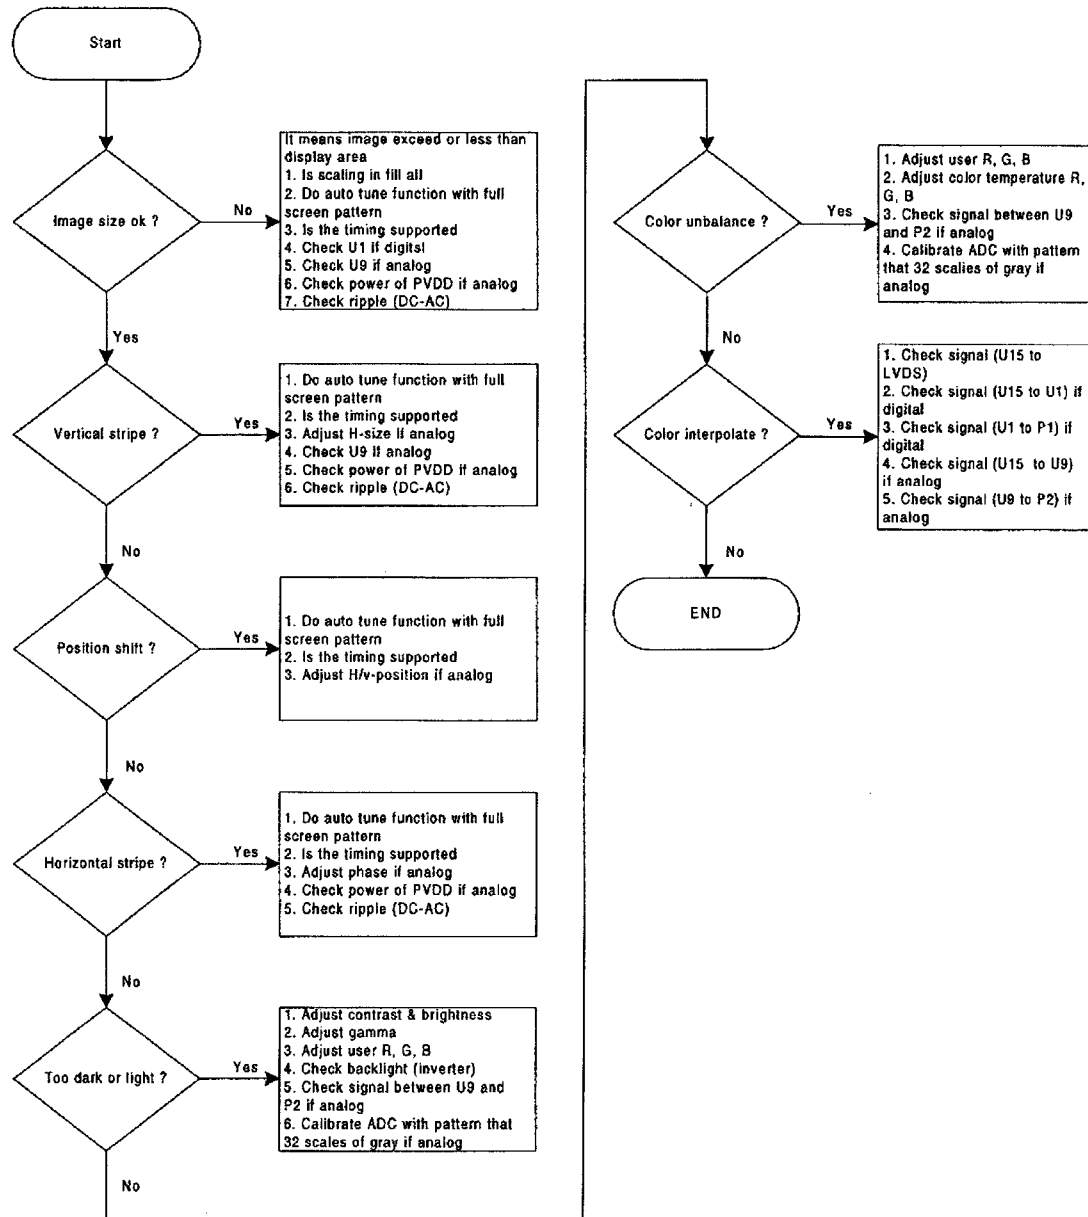 Start
Image size ok ?
No
It means image exceed or less than
display area
1. Is scaling in fill all
2. Do auto tune function with full
screen pattern
3. Is the timing supported
4. Check U1 if digital
5. Check U9 if analog
6. Check power of PVDD if analog
7. Check ripple (DC-AC)
Yes
Vertical stripe ?
Yes
1. Do auto tune function with full
screen pattern
2. Is the timing supported
3. Adjust H-size if analog
4. Check U9 if analog
5. Check power of PVDD if analog
6. Check ripple (DC-AC)
No
Position shift ?
Yes
1. Do auto tune function with full
screen pattern
2. Is the timing supported
3. Adjust H/v-position if analog
No
Horizontal stripe ?
Yes
1. Do auto tune function with full
screen pattern
2. Is the timing supported
3. Adjust phase if analog
4. Check power of PVDD if analog
5. Check ripple (DC-AC)
No
Too dark or light ?
Yes
1. Adjust contrast & brightness
2. Adjust gamma
3. Adjust user R, G, B
4. Check backlight (inverter)
5. Check signal between U9 and
P2 if analog
6. Calibrate ADC with pattern that
32 scales of gray if analog
No
Color unbalance ?
Yes
1. Adjust user R, G, B
2. Adjust color temperature R,
G, B
3. Check signal between U9
and P2 if analog
4. Calibrate ADC with pattern
that 32 scalies of gray if
analog
No
Color interpolate ?
Yes
1. Check signal (U15 to
LVDS)
2. Check signal (U15 to U1) if
digital
3. Check signal (U1 to P1) if
digital
4. Check signal (U15 to U9)
if analog
5. Check signal (U9 to P2) if
analog
No
END